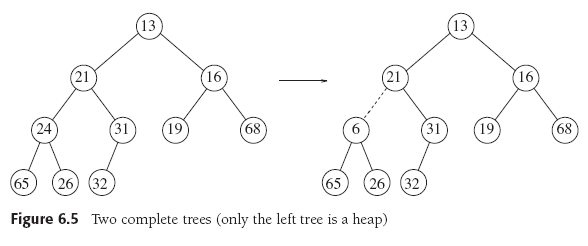 13 13
21 16 21 16
24 31 19 68 6 31 19 68
65 26 32 65 26 32
Figure 6.5 Two complete trees (only the left tree is a heap)